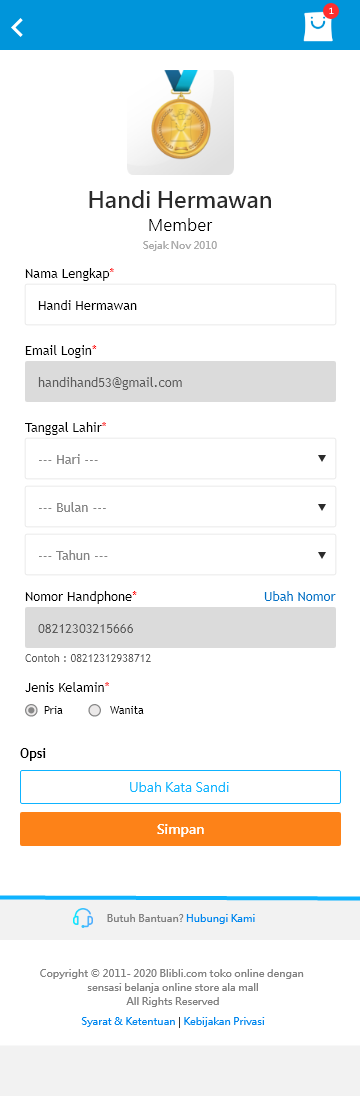 1
Handi Hermawan
Member
Sejak Nov 2010
Nama Lengkap*
Handi Hermawan
Email Login*
handihand53@gmail.com
Tanggal Lahir*
--- Hari ---
--- Bulan ---
--- Tahun ---
Nomor Handphone* Ubah Nomor
08212303215666
Contoh : 08212312938712
Jenis Kelamin*
Pria Wanita
Opsi
Ubah Kata Sandi
Simpan
Butuh Bantuan? Hubungi Kami
Copyright © 2011- 2020 Blibli.com toko online dengan
sensasi belanja online store ala mall
All Rights Reserved
Syarat & Ketentuan | Kebijakan Privasi